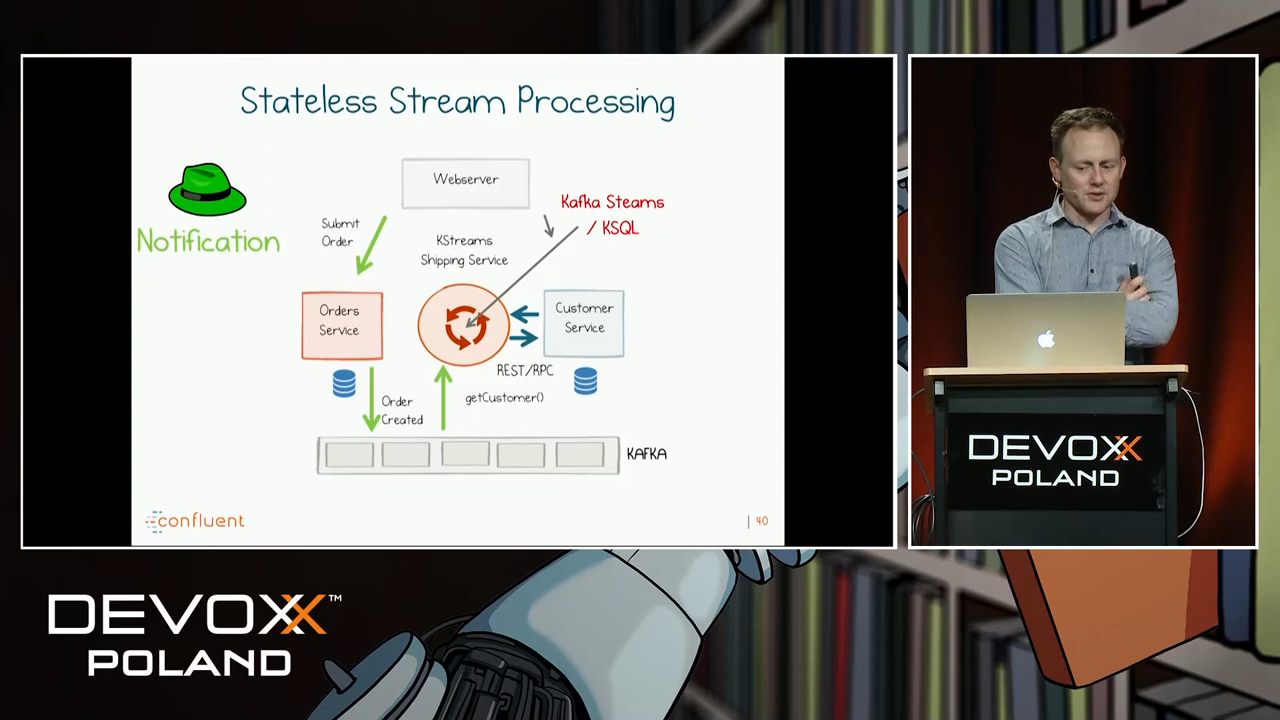 Stateless Stream Processing
Webserver
Notification
Submit
Order
KStreams
Shipping Service
Kafka Steams
/ KSQL
Orders
Service
Customer
Service
REST/RPC
getCustomer()
Order
Created
KAFKA
confluent
| 40
DEVOXX
POLAND
DEVOXX™
POLAND